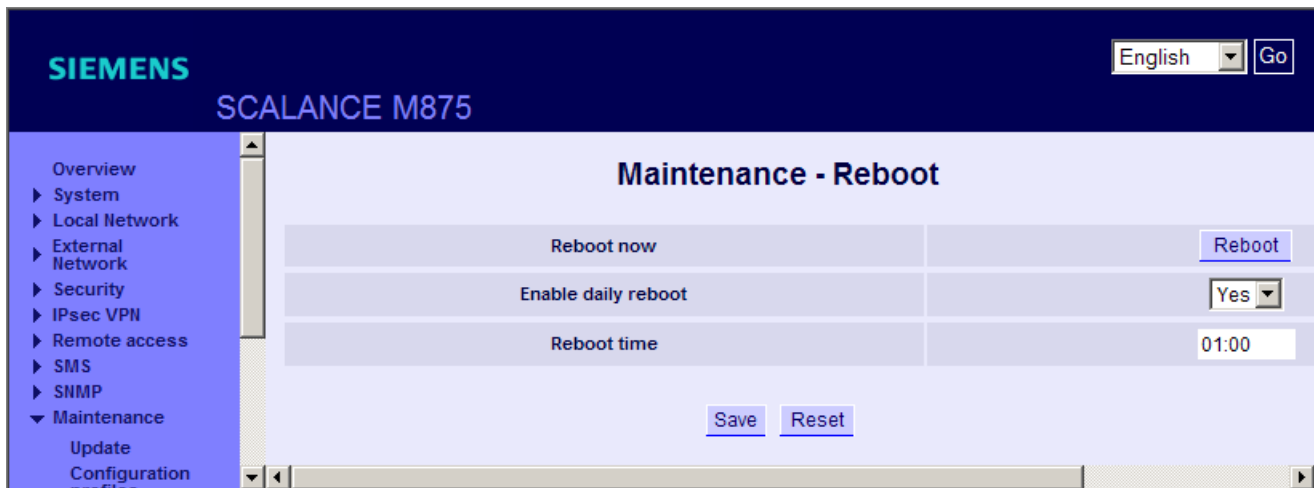 SIEMENS
English
Go
SCALANCE M875
Overview
System
Local Network
External
Network
Security
IPsec VPN
Remote access
SMS
SNMP
Maintenance
Update
Configuration
profiles
Maintenance - Reboot
Reboot now
Reboot
Enable daily reboot
Yes
Reboot time
01:00
Save
Reset